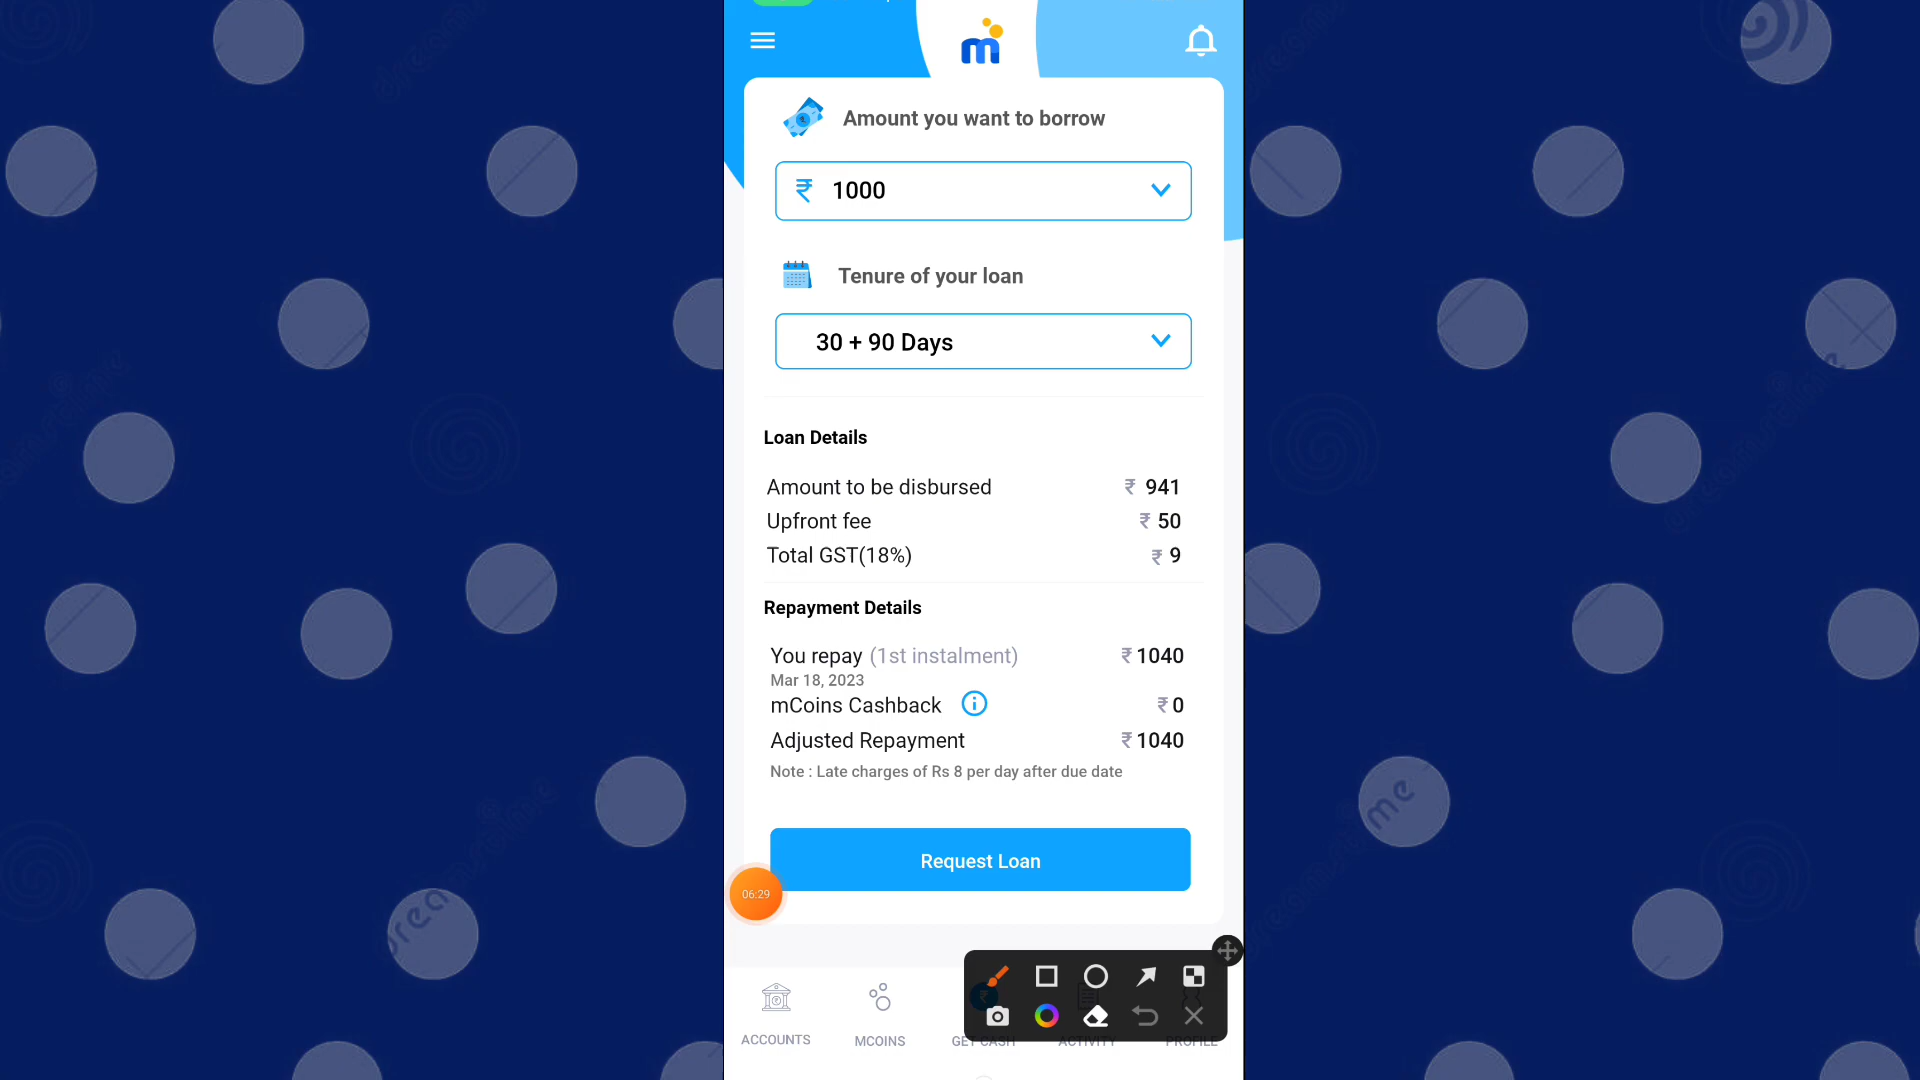 m
Amount you want to borrow
₹ 1000
Tenure of your loan
30 + 90 Days
Loan Details
Amount to be disbursed ₹ 941
Upfront fee ₹ 50
Total GST(18%) ₹ 9
Repayment Details
You repay (1st instalment) ₹ 1040
Mar 18, 2023
mCoins Cashback i ₹ 0
Adjusted Repayment ₹ 1040
Note : Late charges of Rs 8 per day after due date
Request Loan
06:29
ACCOUNTS MCOINS GET CASH ACTIVITY PROFILE